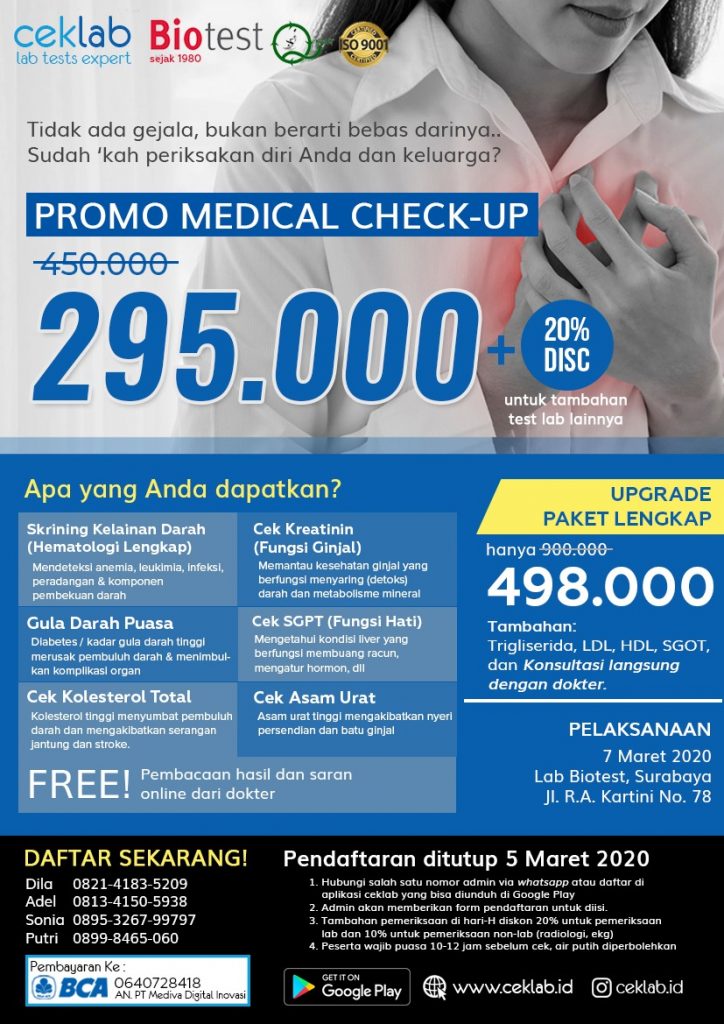 ceklab
lab tests expert
Biotest
sejak 1980
CERTIFIED
ISO 9001
CERTIFIED
Tidak ada gejala, bukan berarti bebas darinya..
Sudah ‘kah periksakan diri Anda dan keluarga?
PROMO MEDICAL CHECK-UP
450.000
295.000
+
20%
DISC
untuk tambahan
test lab lainnya
Apa yang Anda dapatkan?
Skrining Kelainan Darah
(Hematologi Lengkap)
Mendeteksi anemia, leukimia, infeksi,
peradangan & komponen
pembekuan darah
Cek Kreatinin
(Fungsi Ginjal)
Memantau kesehatan ginjal yang
berfungsi menyaring (detoks)
darah dan metabolisme mineral
Gula Darah Puasa
Diabetes / kadar gula darah tinggi
merusak pembuluh darah & menimbul-
kan komplikasi organ
Cek SGPT (Fungsi Hati)
Mengetahui kondisi liver yang
berfungsi membuang racun,
mengatur hormon, dll
Cek Kolesterol Total
Kolesterol tinggi menyumbat pembuluh
darah dan mengakibatkan serangan
jantung dan stroke.
Cek Asam Urat
Asam urat tinggi mengakibatkan nyeri
persendian dan batu ginjal
FREE!
Pembacaan hasil dan saran
online dari dokter
UPGRADE
PAKET LENGKAP
hanya 900.000
498.000
Tambahan:
Trigliserida, LDL, HDL, SGOT,
dan Konsultasi langsung
dengan dokter.
PELAKSANAAN
7 Maret 2020
Lab Biotest, Surabaya
Jl. R.A. Kartini No. 78
DAFTAR SEKARANG!
Dila 0821-4183-5209
Adel 0813-4150-5938
Sonia 0895-3267-99797
Putri 0899-8465-060
Pembayaran Ke :
BCA
0640728418
AN. PT Mediva Digital Inovasi
Pendaftaran ditutup 5 Maret 2020
1. Hubungi salah satu nomor admin via whatsapp atau daftar di
aplikasi ceklab yang bisa diunduh di Google Play
2. Admin akan memberikan form pendaftaran untuk diisi.
3. Tambahan pemeriksaan di hari-H diskon 20% untuk pemeriksaan
lab dan 10% untuk pemeriksaan non-lab (radiologi, ekg)
4. Peserta wajib puasa 10-12 jam sebelum cek, air putih diperbolehkan
GET IT ON
Google Play
www.ceklab.id
ceklab.id